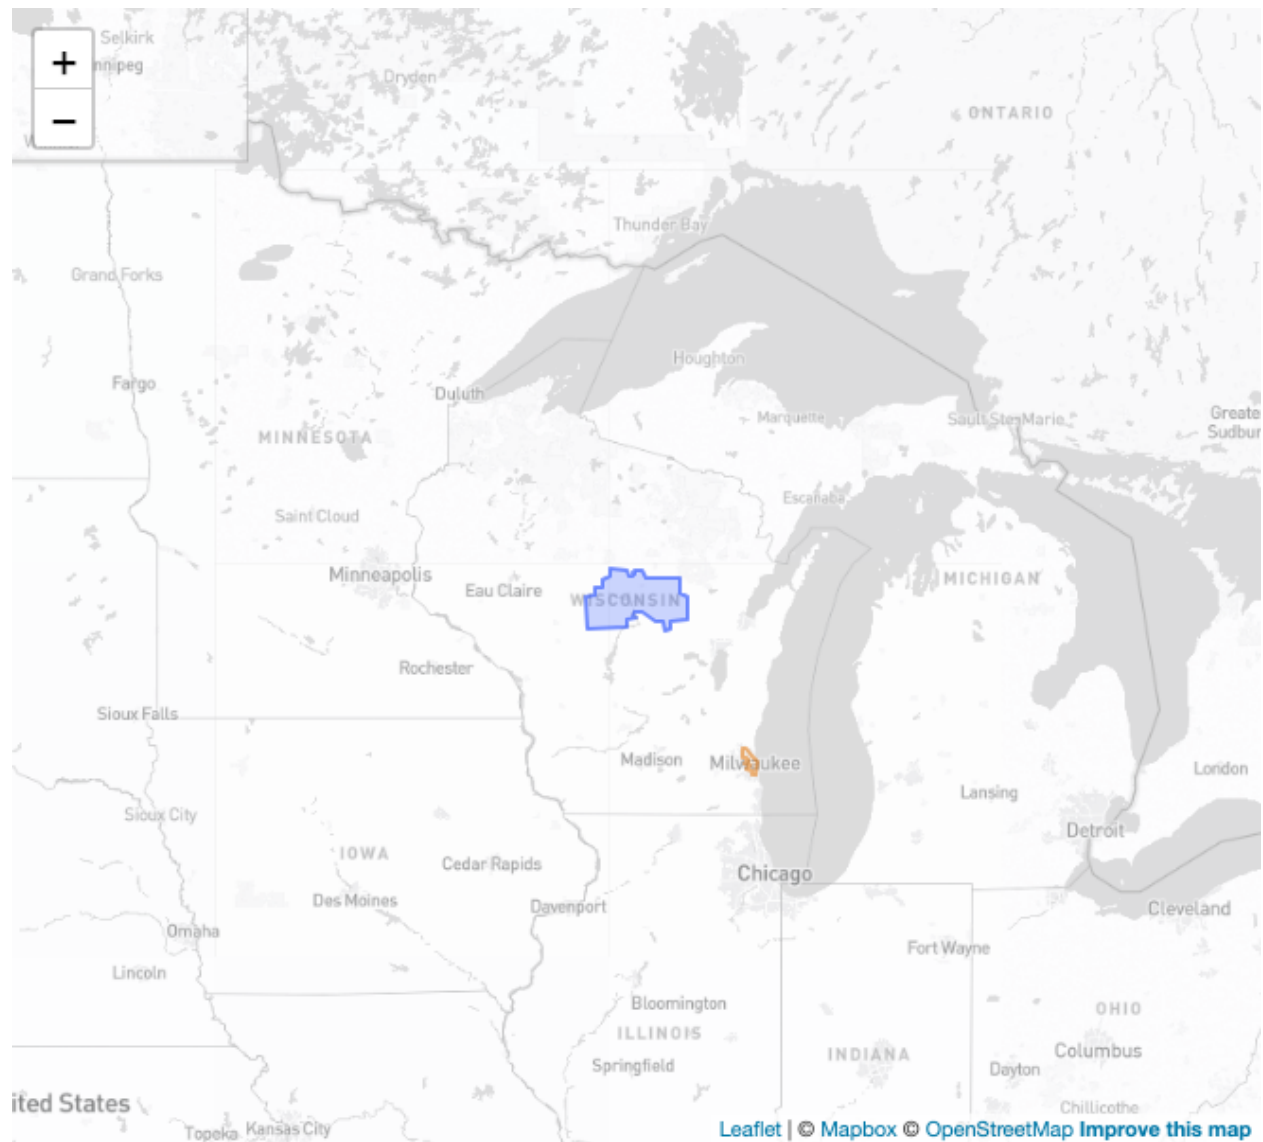 +
Selkirk
nnipeg
−
W
Dryden
ONTARIO
Thunder Bay
Grand Forks
Houghton
Fargo
Duluth
Marquette
Sault Ste. Marie
Greate
Sudbur
MINNESOTA
Escanaba
Saint Cloud
Minneapolis
Eau Claire
WISCONSIN
MICHIGAN
Rochester
Sioux Falls
Madison
Milwaukee
London
Lansing
Sioux City
Detroit
IOWA
Cedar Rapids
Chicago
Des Moines
Davenport
Cleveland
Omaha
Fort Wayne
Lincoln
Bloomington
OHIO
ILLINOIS
Columbus
INDIANA
Springfield
Dayton
ited States
Chillicothe
Topeka
Kansas City
Leaflet | © Mapbox © OpenStreetMap Improve this map